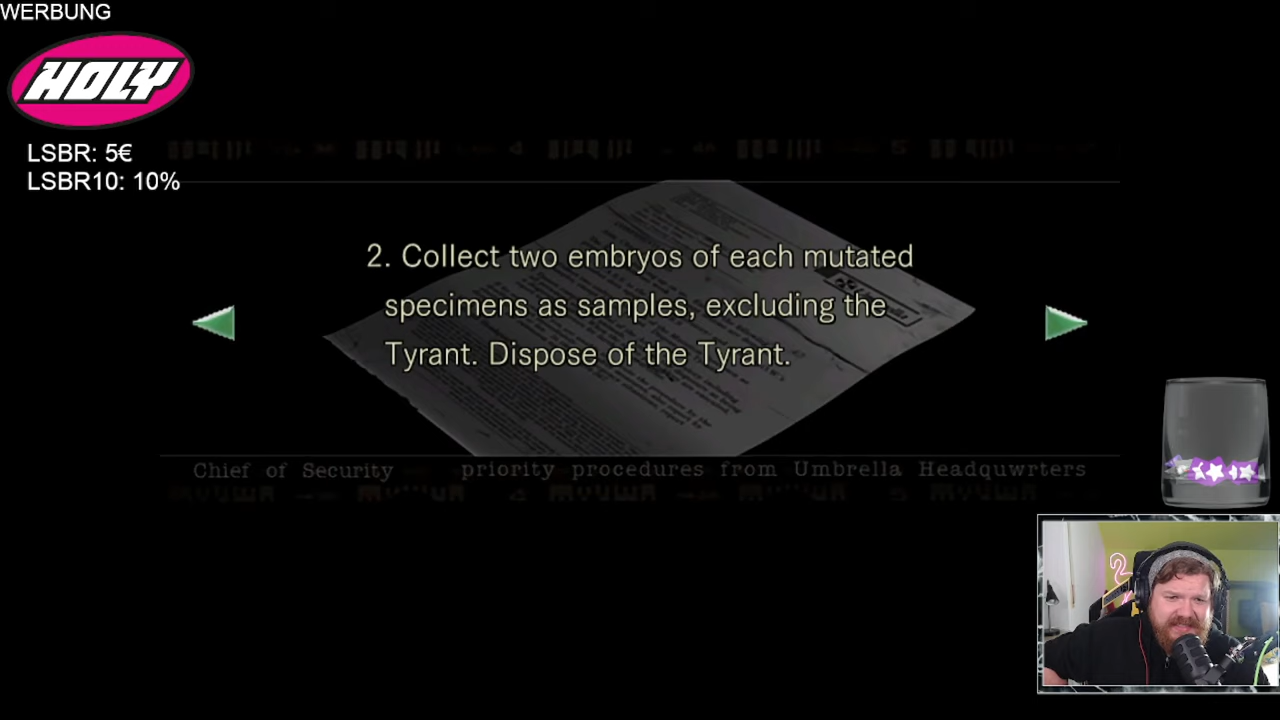 WERBUNG
HOLY
LSBR: 5€
LSBR10: 10%
2. Collect two embryos of each mutated
specimens as samples, excluding the
Tyrant. Dispose of the Tyrant.
Chief of Security priority procedures from Umbrella Headquwrters